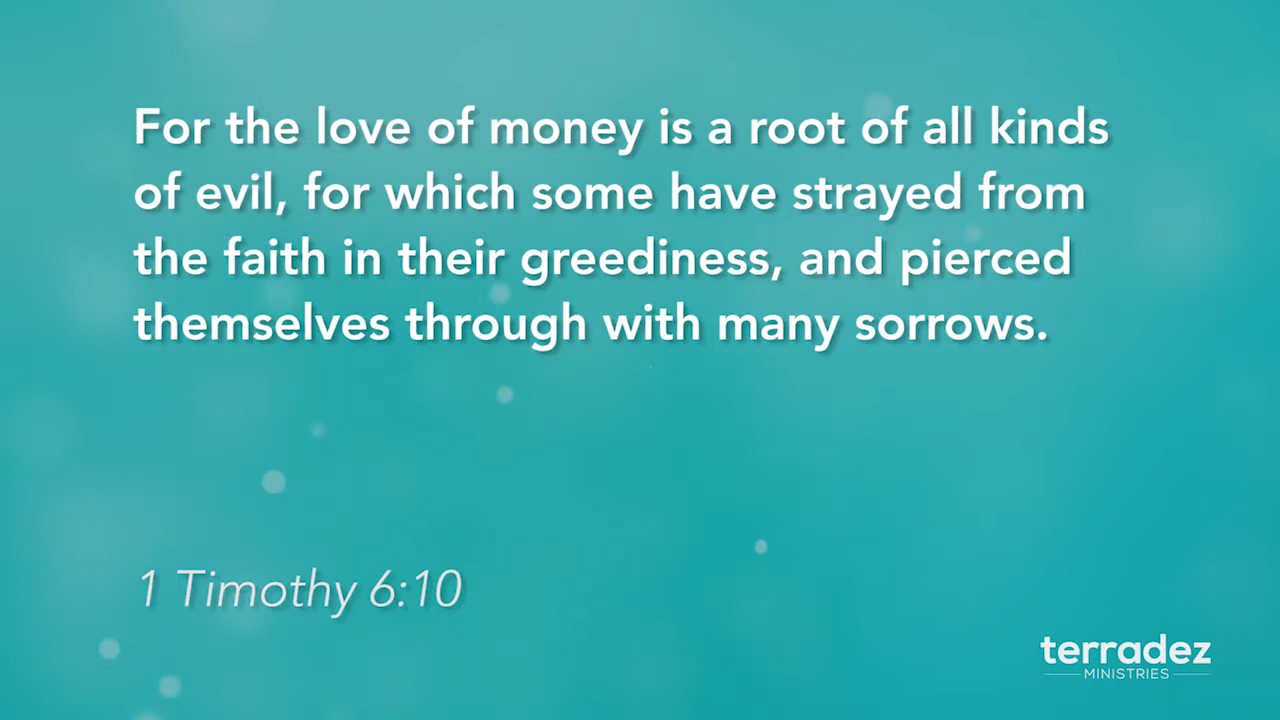 For the love of money is a root of all kinds
of evil, for which some have strayed from
the faith in their greediness, and pierced
themselves through with many sorrows.
1 Timothy 6:10
terradez
MINISTRIES